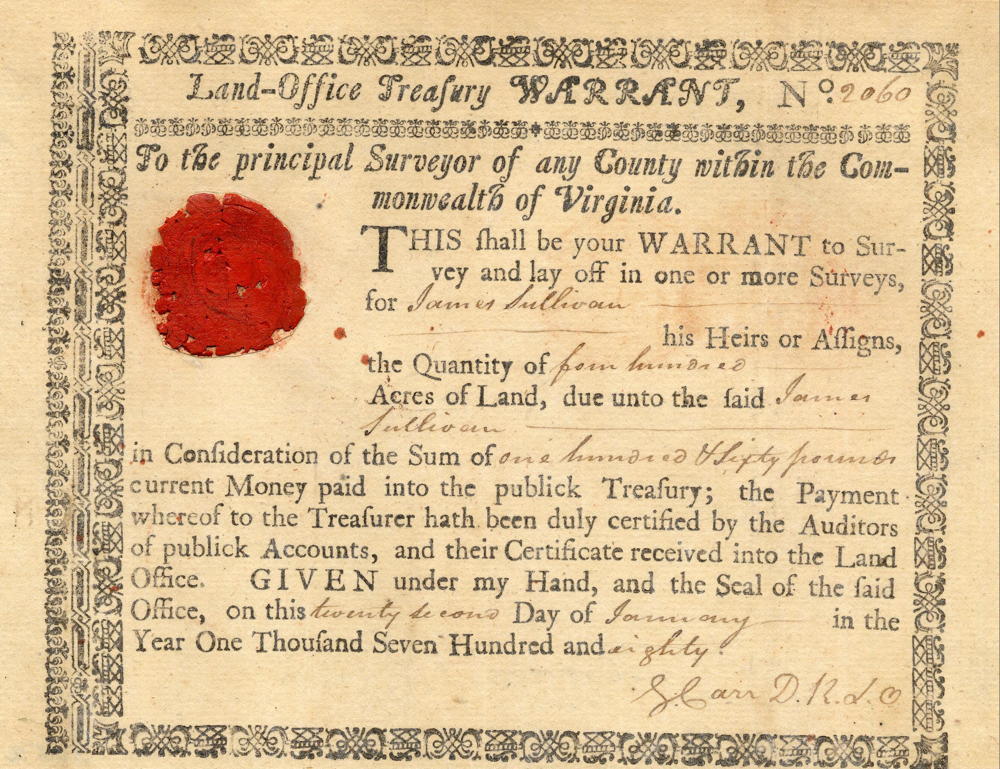 Land-Office Treaſury WARRANT, No. 2060
To the principal Surveyor of any County within the Com-
monwealth of Virginia.
THIS ſhall be your WARRANT to Sur-
vey and lay off in one or more Surveys,
for James Sullivan
his Heirs or Aſſigns,
the Quantity of four hundred
Acres of Land, due unto the ſaid James
Sullivan
in Conſideration of the Sum of one hundred & Sixty pounds
current Money paid into the publick Treaſury; the Payment
whereof to the Treaſurer hath been duly certified by the Auditors
of publick Accounts, and their Certificate received into the Land
Office. GIVEN under my Hand, and the Seal of the ſaid
Office, on this twenty second Day of January in the
Year One Thouſand Seven Hundred and eighty.
Carr D. R. L. O